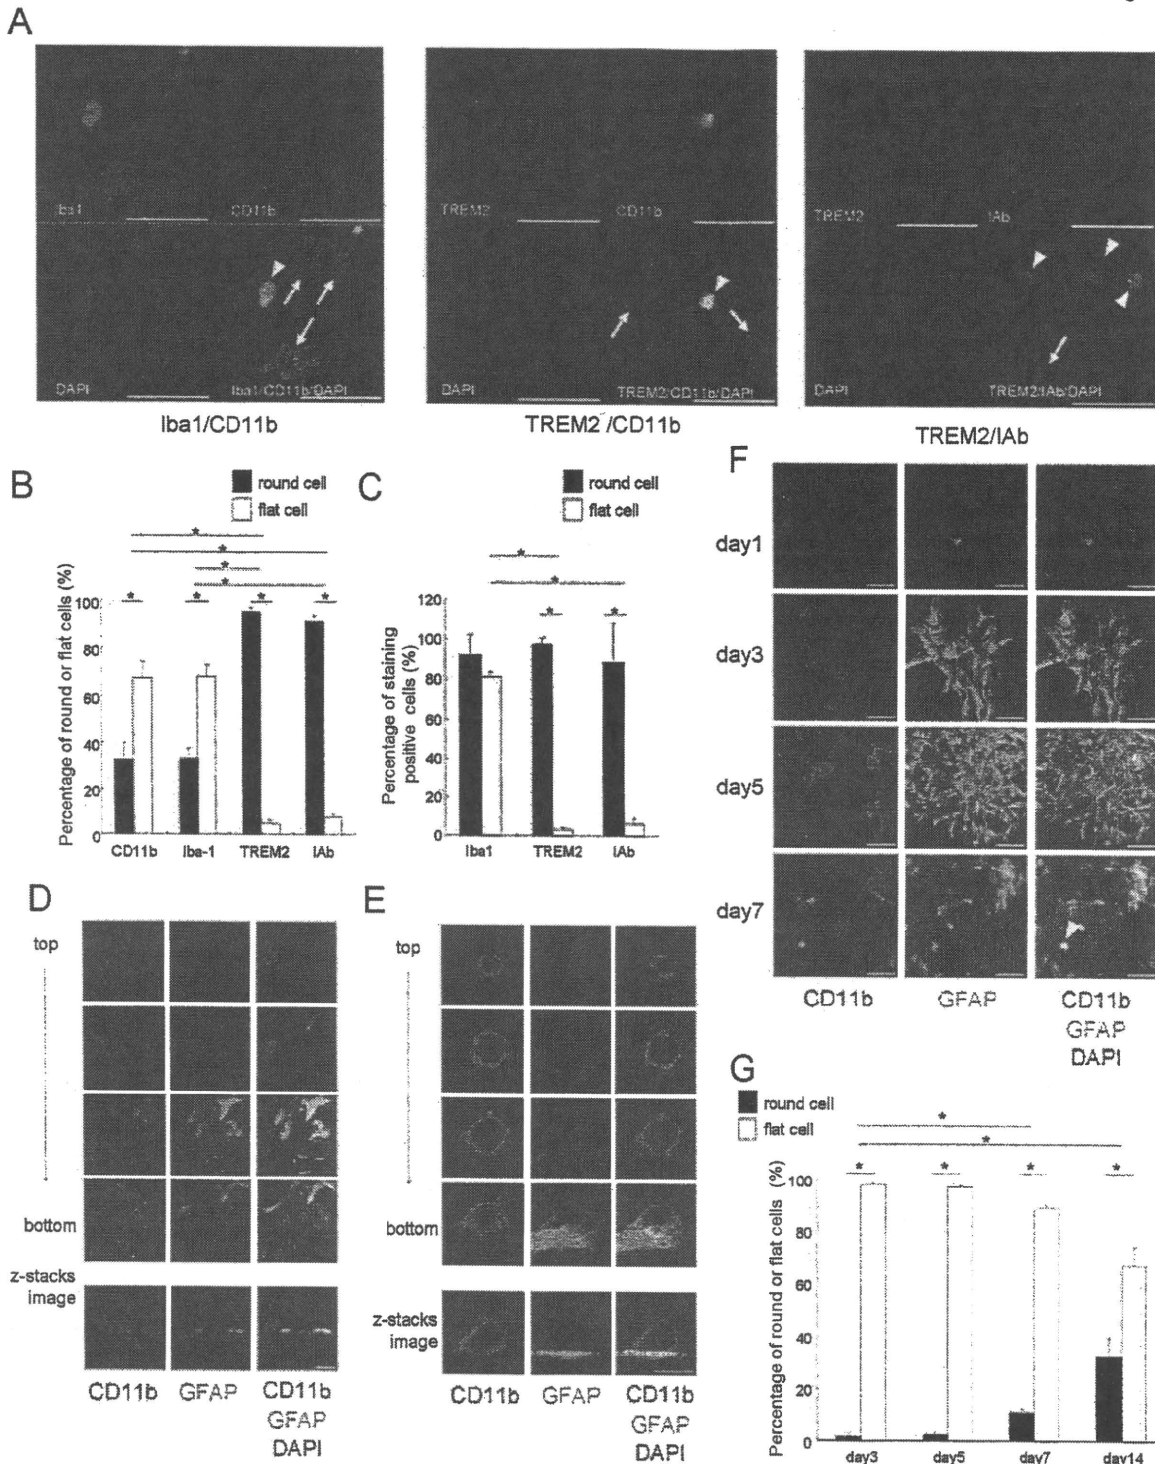 A
Iba1
CD11b
DAPI
Iba1/CD11b/DAPI
Iba1/CD11b
TREM2
CD11b
DAPI
TREM2/CD11b/DAPI
TREM2 /CD11b
TREM2
IAb
DAPI
TREM2/IAb/DAPI
TREM2/IAb
B
round cell
flat cell
* * * * * * * *
Percentage of round or flat cells (%)
100
80
60
40
20
0
CD11b Iba-1 TREM2 IAb
C
round cell
flat cell
* * * *
Percentage of staining
positive cells (%)
120
100
80
60
40
20
0
Iba1 TREM2 IAb
D
top
bottom
z-stacks
image
CD11b GFAP CD11b
GFAP
DAPI
E
top
bottom
z-stacks
image
CD11b GFAP CD11b
GFAP
DAPI
F
day1
day3
day5
day7
CD11b GFAP CD11b
GFAP
DAPI
G
round cell
flat cell
* * * * * *
Percentage of round or flat cells (%)
100
80
60
40
20
0
day3 day5 day7 day14